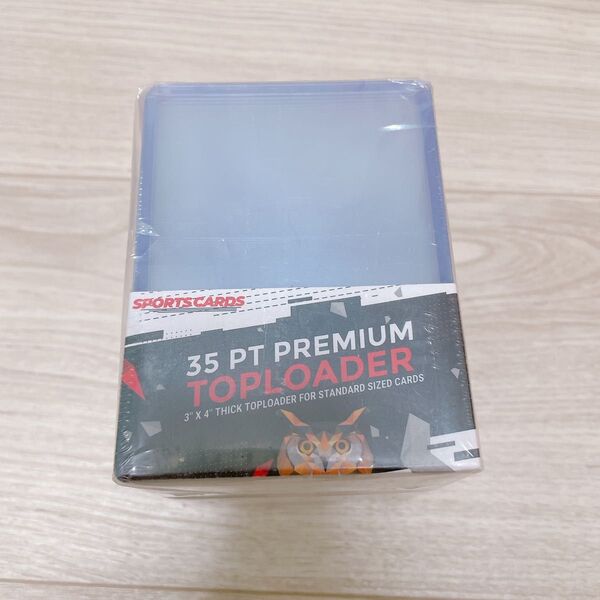 SPORTSCARDS
35 PT PREMIUM
TOPLOADER
3" X 4" THICK TOPLOADER FOR STANDARD SIZED CARDS